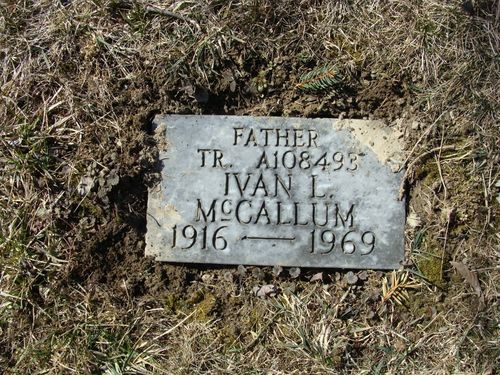 FATHER
TR. A108493
IVAN L.
McCALLUM
1916 — 1969